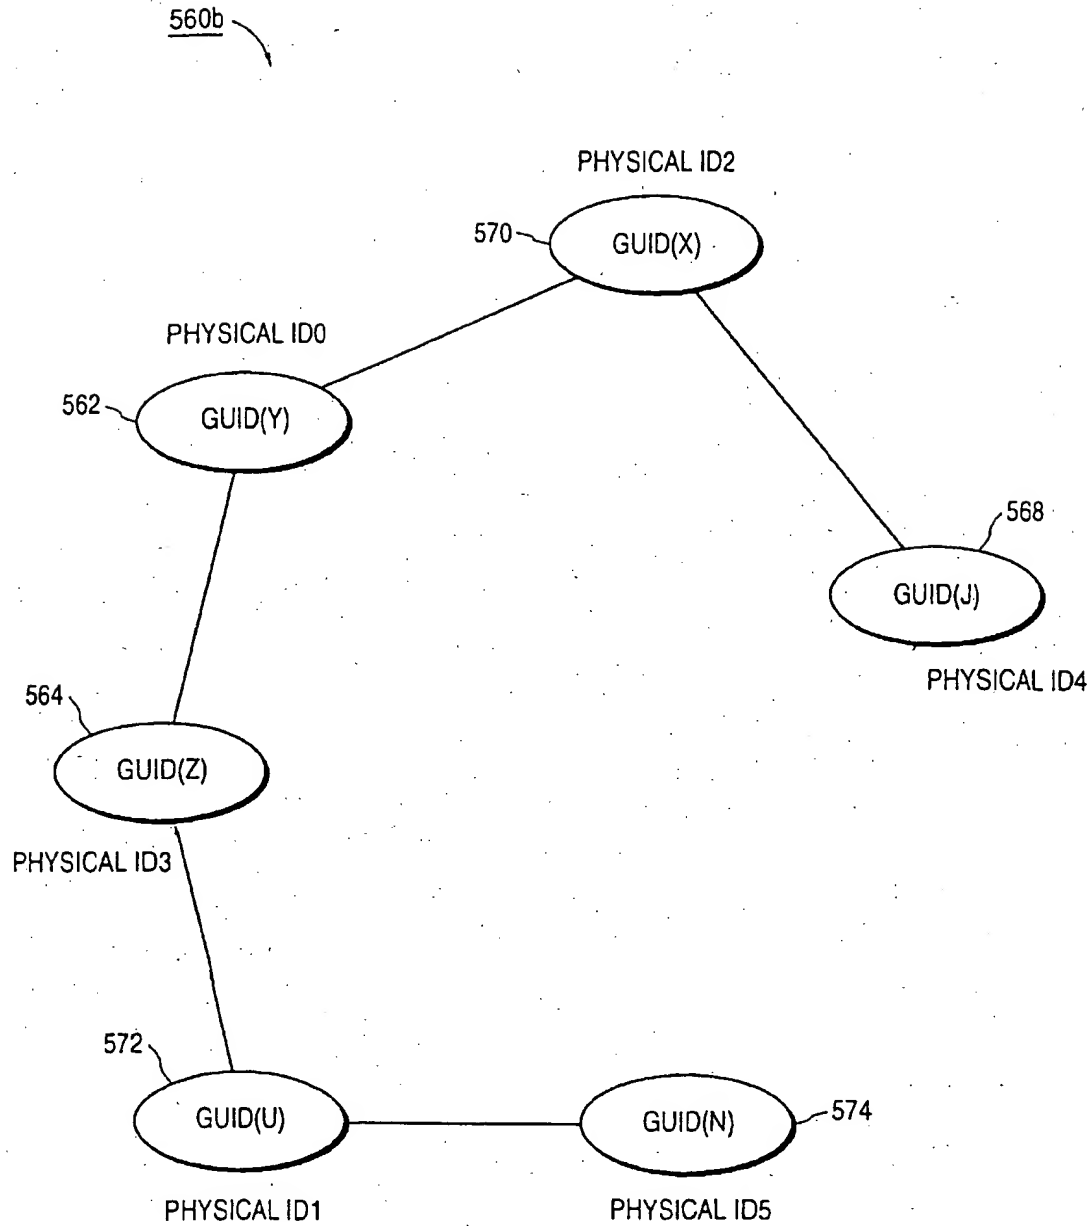 560b
PHYSICAL ID2
570
GUID(X)
PHYSICAL ID0
562
GUID(Y)
568
GUID(J)
PHYSICAL ID4
564
GUID(Z)
PHYSICAL ID3
572
GUID(U)
GUID(N)
574
PHYSICAL ID1
PHYSICAL ID5